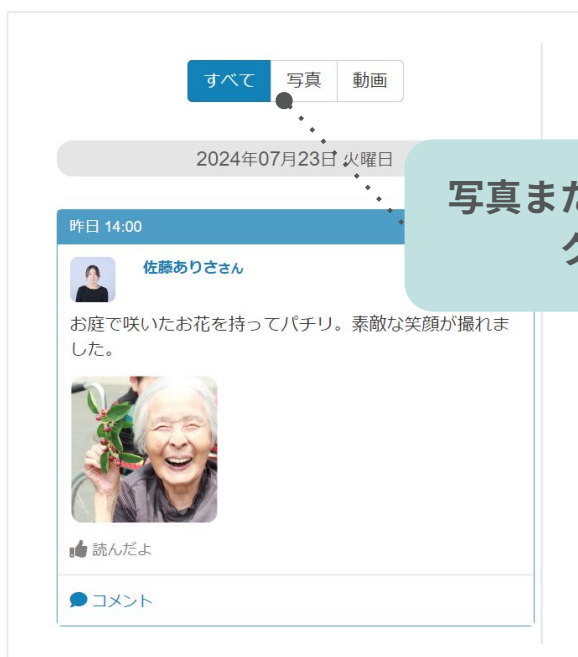 すべて 写真 動画
2024年07月23日 火曜日
写真また
昨日 14:00
佐藤ありささん
お庭で咲いたお花を持ってパチリ。素敵な笑顔が撮れま
した。
読んだよ
コメント